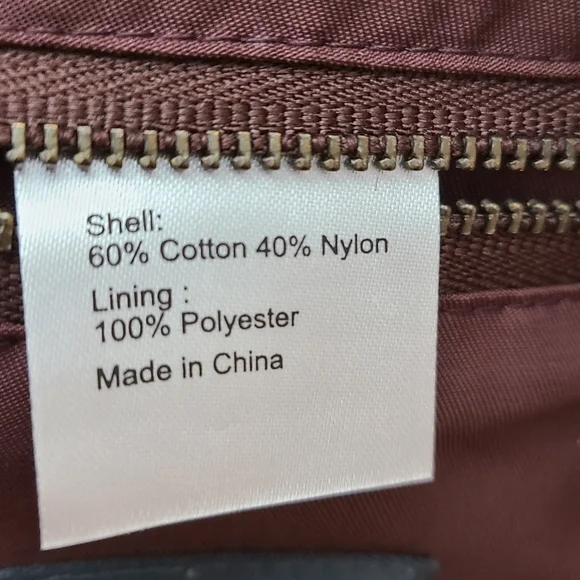 Shell:
60% Cotton 40% Nylon
Lining :
100% Polyester
Made in China